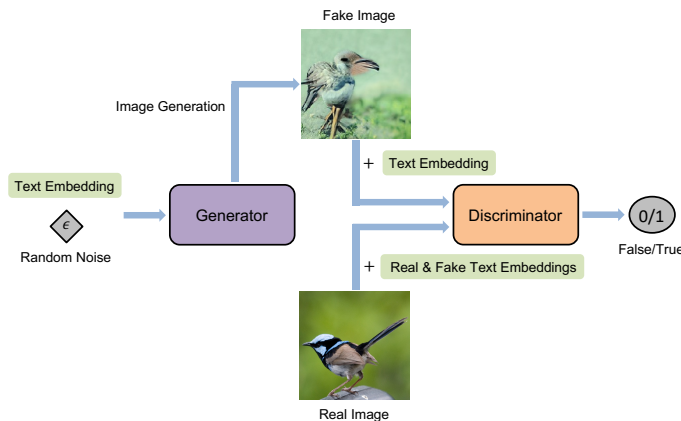 Fake Image
Image Generation
+ Text Embedding
Text Embedding
Generator
Discriminator
0/1
ϵ
Random Noise
False/True
+ Real & Fake Text Embeddings
Real Image